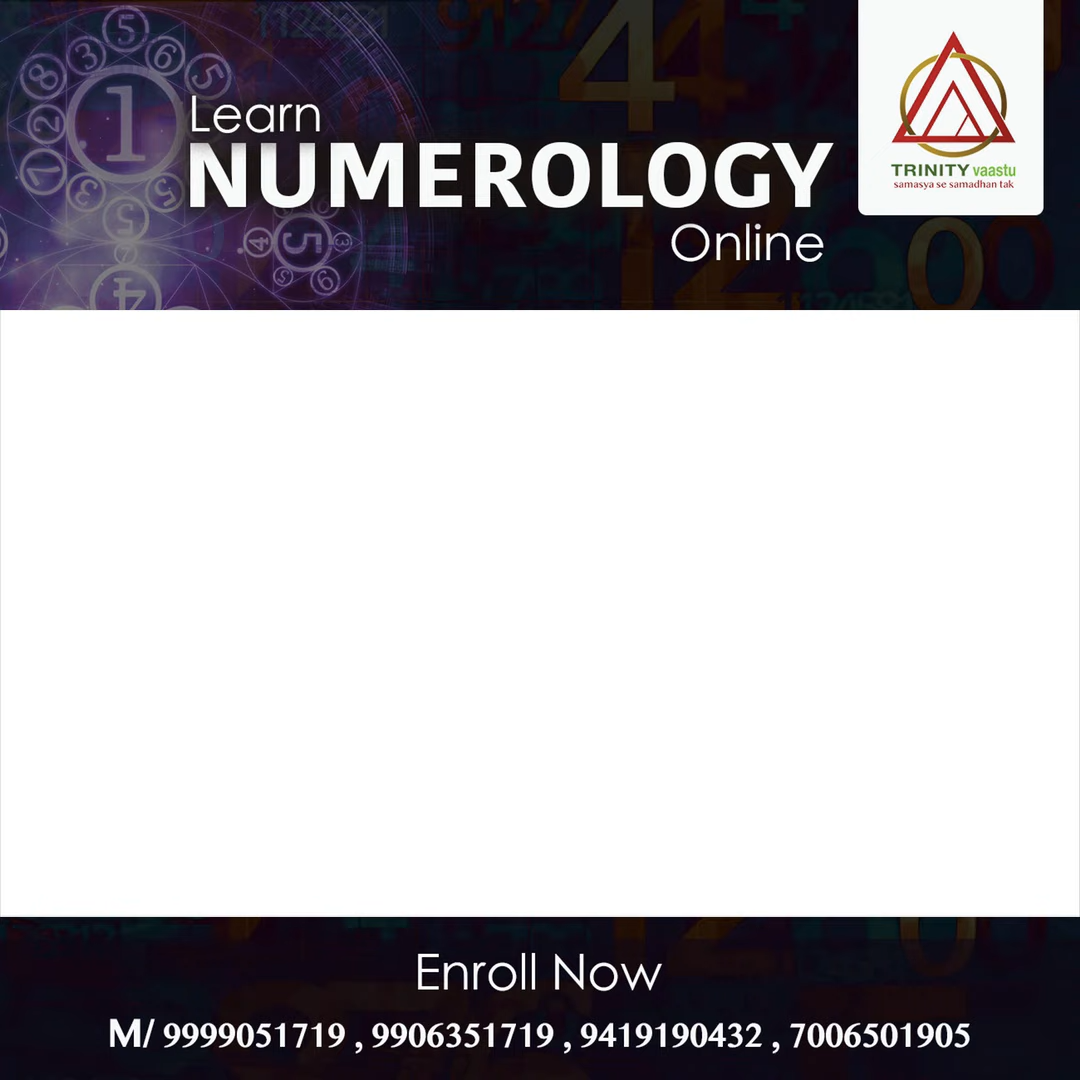 Learn
NUMEROLOGY
Online
TRINITY vaastu
samasya se samadhan tak
Enroll Now
M/ 9999051719 , 9906351719 , 9419190432 , 7006501905